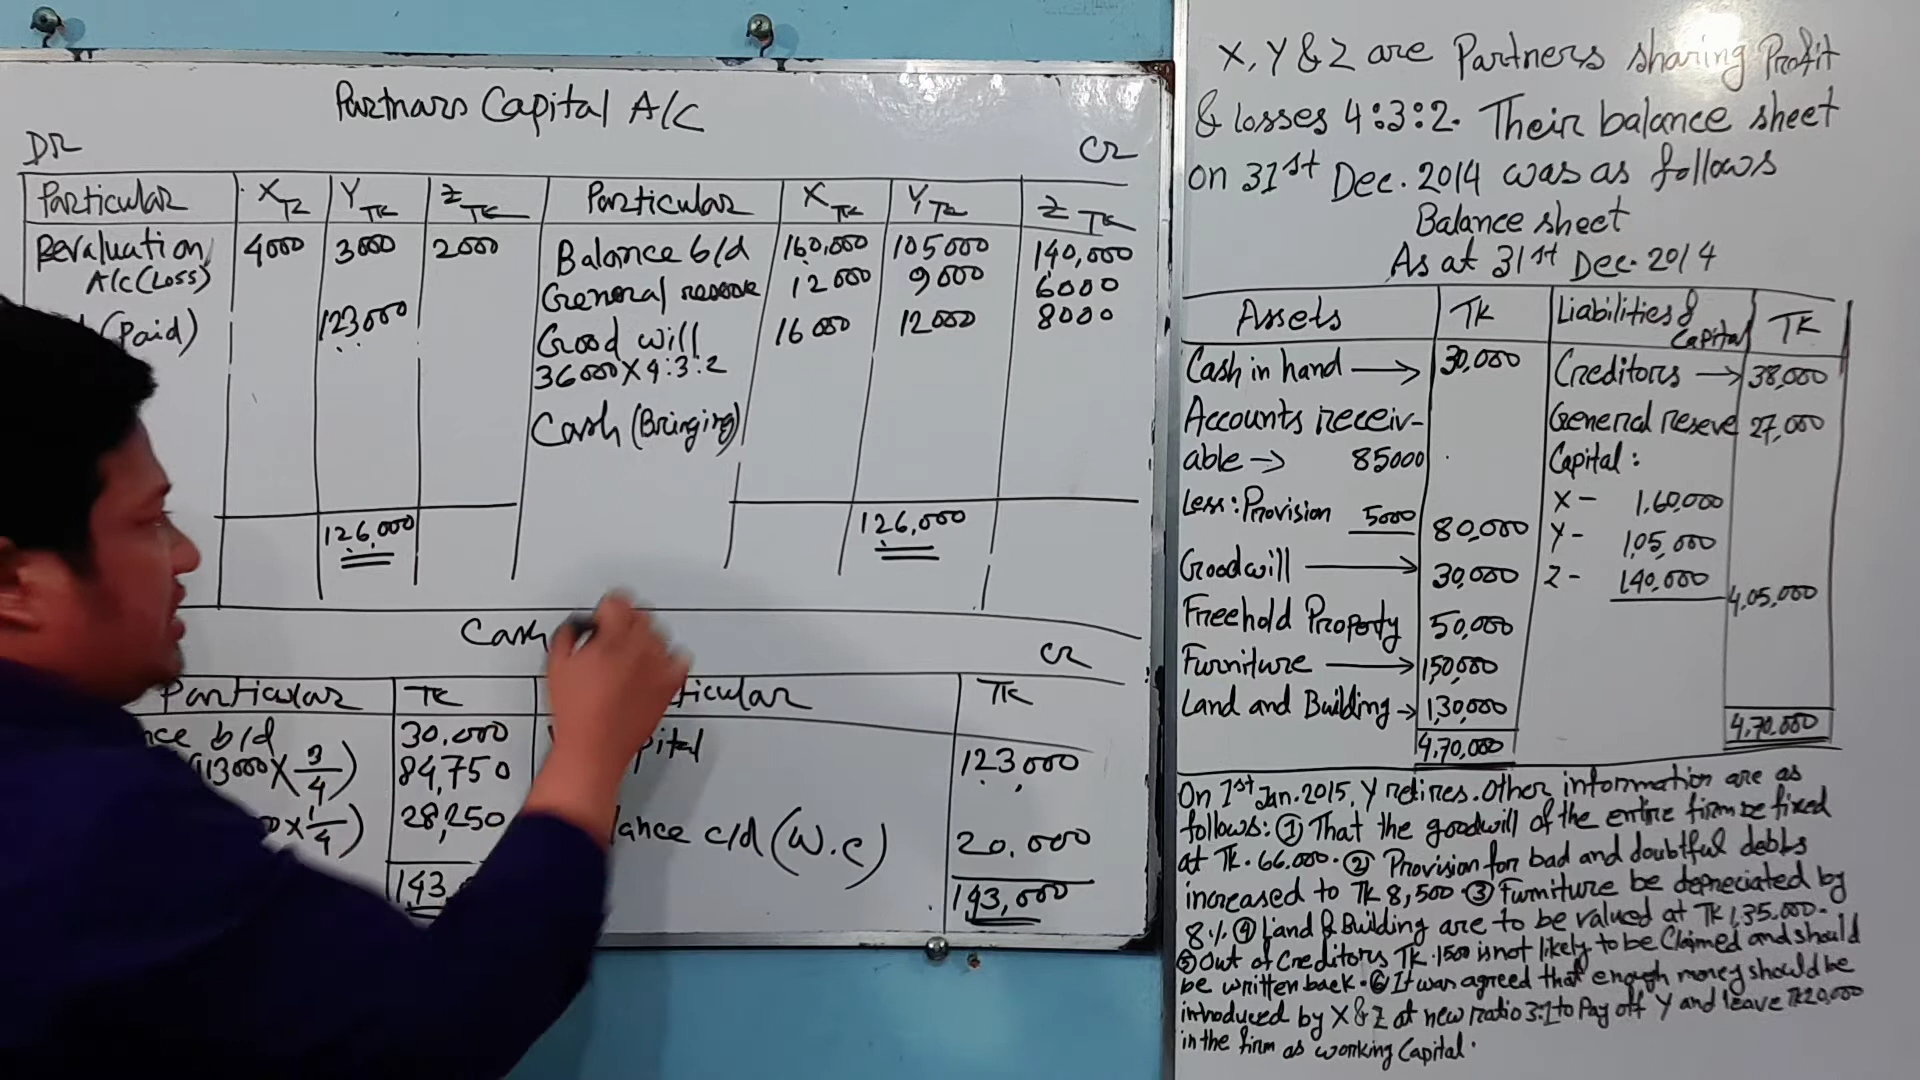 Partnars Capital A/C
DR
CR
Particular X TK Y TK Z TK Particular X TK Y TK Z TK
Revaluation 4000 3000 2000 Balance b/d 160,000 105000 140,000
A/C(Loss) General reserve 12000 9000 6000
(Paid) 123000 Good will 16000 12000 8000
36000X4:3:2
Cash (Bringing)
126,000 126,000
Cash
CR
Particular TK ticular TK
nce b/d 30,000 pital 123,000
113000X 3/4) 84,750
X 1/4) 28,250 lance c/d (W.C) 20.000
143, 143,000
X, Y & Z are Partners sharing Profit
& losses 4:3:2. Their balance sheet
on 31st Dec. 2014 was as follows
Balance sheet
As at 31st Dec. 2014
Assets TK Liabilities & Capital TK
Cash in hand → 30,000 Creditors → 38,000
Accounts receiv- General Reseve 27,000
able → 85000 Capital:
Less: Provision 5000 80,000 X - 1,60,000
Goodwill → 30,000 Y - 1,05,000
Freehold Property 50,000 Z - 140,000 4,05,000
Furniture → 1,50,000
Land and Building → 1,30,000
4,70,000 4,70,000
On 1st Jan. 2015, Y retires. Other information are as
follows: ① That the goodwill of the entire firm be fixed
at TK. 66.000. ② Provision for bad and doubtful debts
increased to TK 8,500 ③ Furniture be depreciated by
8%. ④ Land & Building are to be valued at TK 1,35.000.
⑤ Out of Creditors TK. 1500 is not likely to be Claimed and should
be written back. ⑥ It was agreed that enough money should be
introduced by X & Z at new ratio 3:1 to Pay off Y and leave TK20,000
in the firm as working Capital.